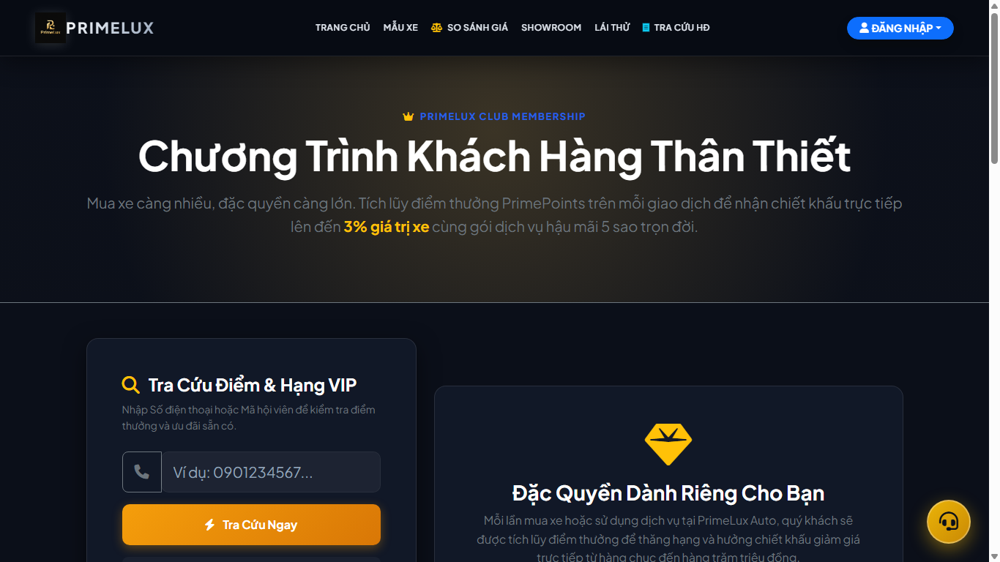 PrimeLux
PRIMELUX
TRANG CHỦ
MẪU XE
SO SÁNH GIÁ
SHOWROOM
LÁI THỬ
TRA CỨU HĐ
ĐĂNG NHẬP
PRIMELUX CLUB MEMBERSHIP
Chương Trình Khách Hàng Thân Thiết
Mua xe càng nhiều, đặc quyền càng lớn. Tích lũy điểm thưởng PrimePoints trên mỗi giao dịch để nhận chiết khấu trực tiếp
lên đến 3% giá trị xe cùng gói dịch vụ hậu mãi 5 sao trọn đời.
Tra Cứu Điểm & Hạng VIP
Nhập Số điện thoại hoặc Mã hội viên để kiểm tra điểm
thưởng và ưu đãi sẵn có.
Ví dụ: 0901234567...
Tra Cứu Ngay
Đặc Quyền Dành Riêng Cho Bạn
Mỗi lần mua xe hoặc sử dụng dịch vụ tại PrimeLux Auto, quý khách sẽ
được tích lũy điểm thưởng để thăng hạng và hưởng chiết khấu giảm giá
trực tiếp từ hàng chục đến hàng trăm triệu đồng.